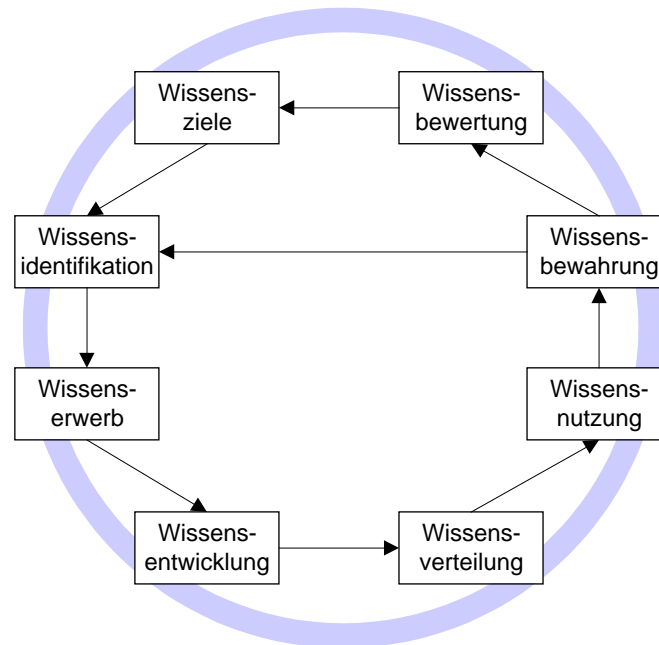 Wissens-
ziele
Wissens-
bewertung
Wissens-
identifikation
Wissens-
bewahrung
Wissens-
erwerb
Wissens-
nutzung
Wissens-
entwicklung
Wissens-
verteilung